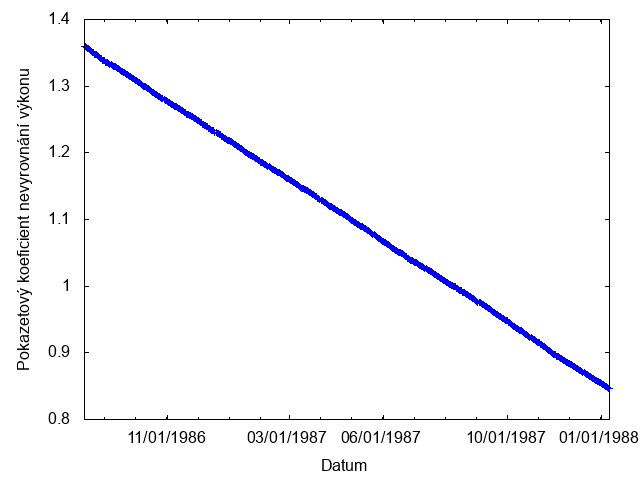 1.4
1.3
1.2
1.1
1
0.9
0.8
Pokazetový koeficient nevyrovnání výkonu
11/01/1986 03/01/1987 06/01/1987 10/01/1987 01/01/1988
Datum